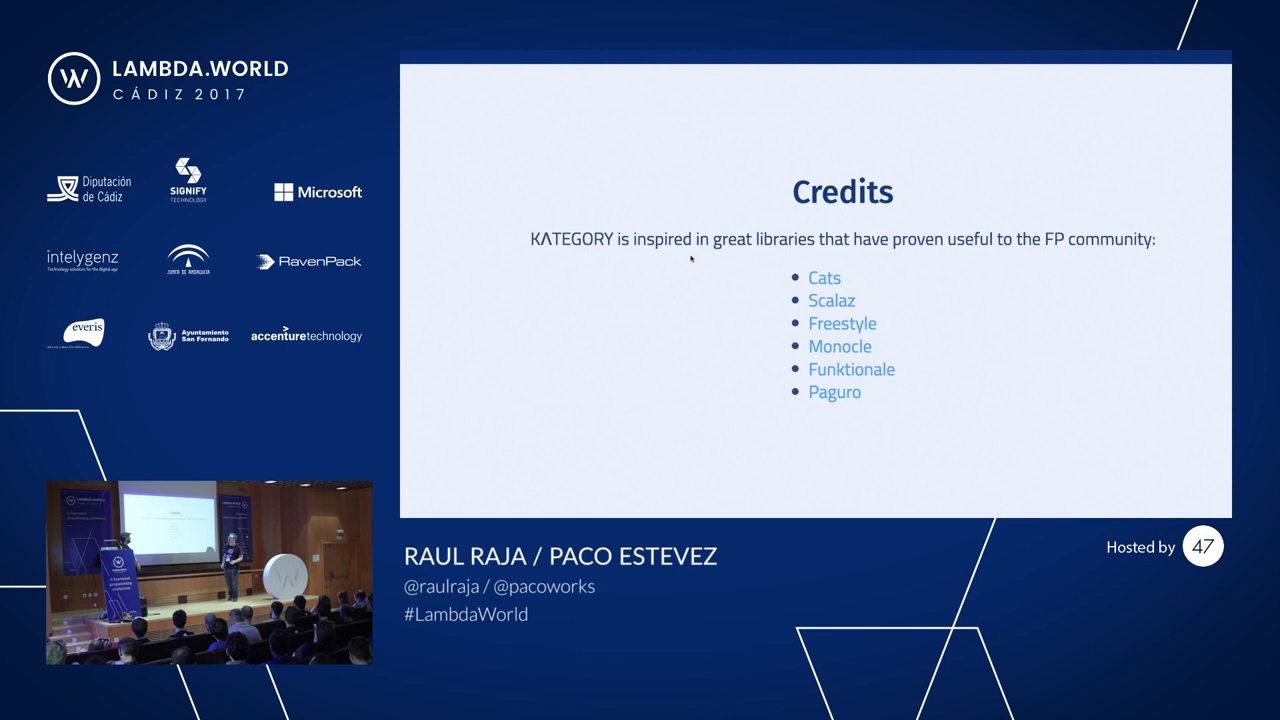 LAMBDA.WORLD
CÁDIZ 2017
Diputación
de Cádiz
SIGNIFY
TECHNOLOGY
Microsoft
intelygenz
Technology solutions for the digital age
JUNTA DE ANDALUCIA
RavenPack
everis
Ayuntamiento
San Fernando
accenturetechnology
Credits
KΛTEGORY is inspired in great libraries that have proven useful to the FP community:
Cats
Scalaz
Freestyle
Monocle
Funktionale
Paguro
RAUL RAJA / PACO ESTEVEZ
@raulraja / @pacoworks
#LambdaWorld
Hosted by 47